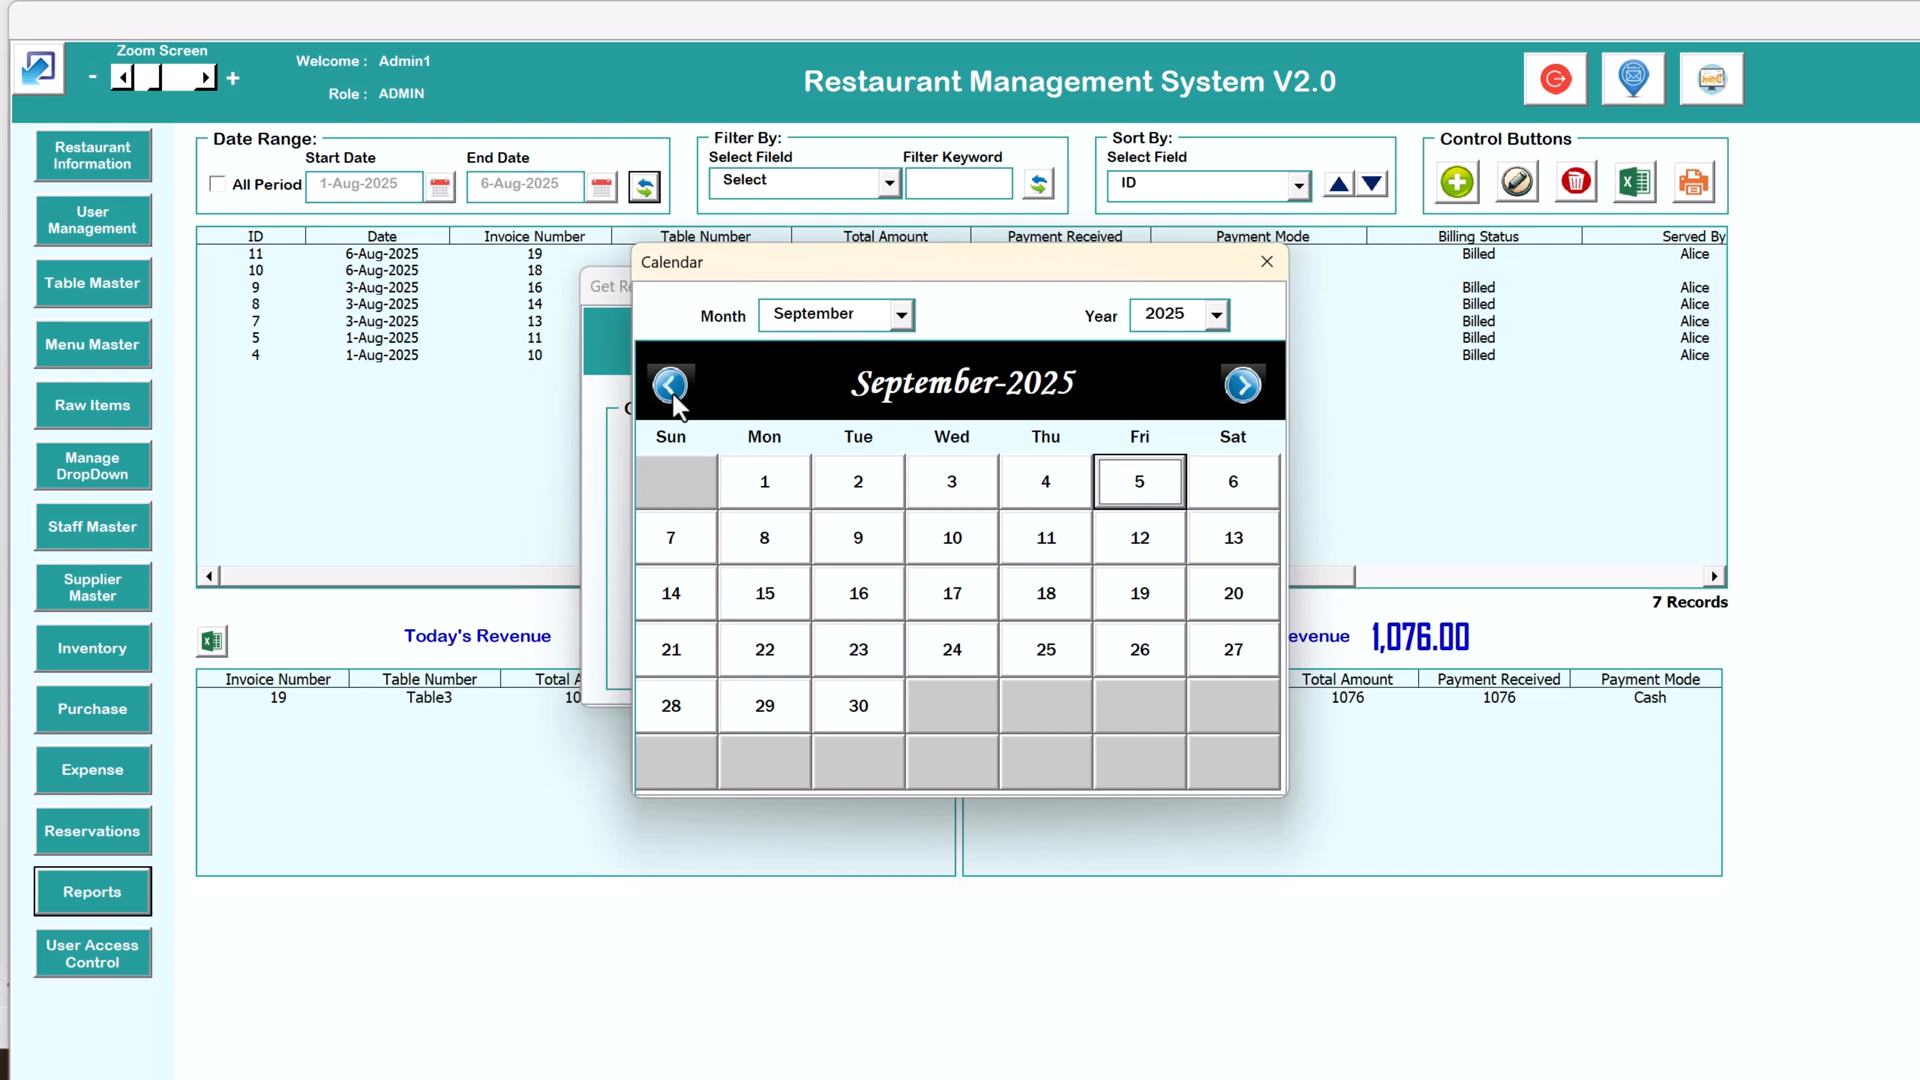 Zoom Screen
- +
Welcome : Admin1
Role : ADMIN
Restaurant Management System V2.0
Restaurant
Information
User
Management
Table Master
Menu Master
Raw Items
Manage
DropDown
Staff Master
Supplier
Master
Inventory
Purchase
Expense
Reservations
Reports
User Access
Control
Date Range:
Start Date End Date
All Period 1-Aug-2025 6-Aug-2025
Filter By:
Select Fileld Filter Keyword
Select
Sort By:
Select Field
ID
Control Buttons
ID Date Invoice Number Table Number Total Amount Payment Received Payment Mode Billing Status Served By
11 6-Aug-2025 19 Billed Alice
10 6-Aug-2025 18
9 3-Aug-2025 16 Billed Alice
8 3-Aug-2025 14 Billed Alice
7 3-Aug-2025 13 Billed Alice
5 1-Aug-2025 11 Billed Alice
4 1-Aug-2025 10 Billed Alice
7 Records
Get Re
Calendar
Month September Year 2025
September-2025
Sun Mon Tue Wed Thu Fri Sat
1 2 3 4 5 6
7 8 9 10 11 12 13
14 15 16 17 18 19 20
21 22 23 24 25 26 27
28 29 30
Today's Revenue
evenue 1,076.00
Invoice Number Table Number Total A
19 Table3 10
Total Amount Payment Received Payment Mode
1076 1076 Cash